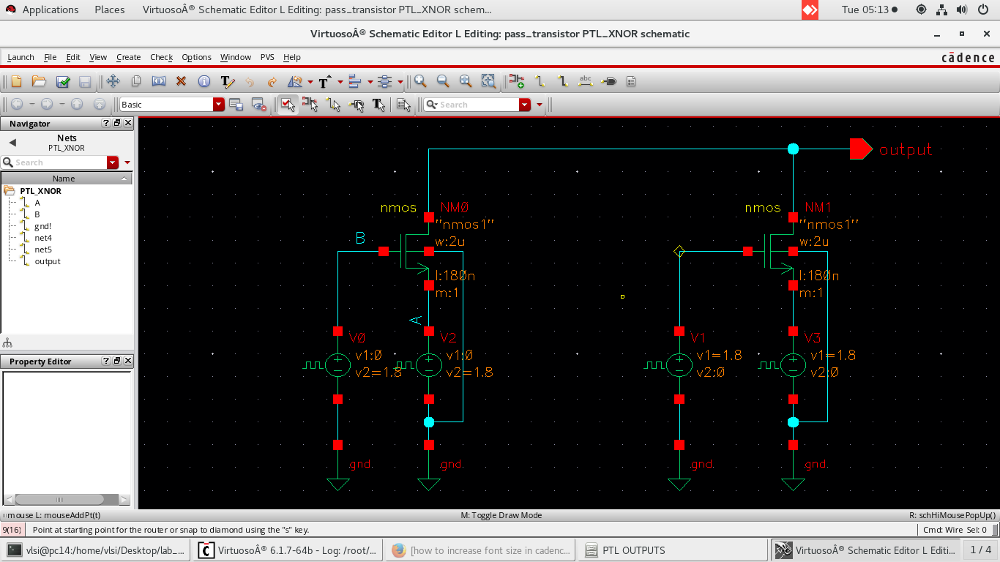 Applications Places VirtuosoÂ® Schematic Editor L Editing: pass_transistor PTL_XNOR schem... Tue 05:13
VirtuosoÂ® Schematic Editor L Editing: pass_transistor PTL_XNOR schematic
Launch File Edit View Create Check Options Window PVS Help cādence
abc
Basic Search
Navigator
Nets
PTL_XNOR
Search
Name
PTL_XNOR
A
B
gnd!
net4
net5
output
Property Editor
output
nmos NM0 nmos NM1
"nmos1" "nmos1"
B w:2u w:2u
l:180n l:180n
m:1 m:1
A
V0 V2 V1 V3
v1:0 v1:0 v1=1.8 v1=1.8
v2=1.8 v2=1.8 v2:0 v2:0
gnd gnd gnd gnd
mouse L: mouseAddPt(t) M: Toggle Draw Mode R: schHiMousePopUp()
9(16) Point at starting point for the router or snap to diamond using the "s" key. Cmd: Wire Sel: 0
vlsi@pc14:/home/vlsi/Desktop/lab_... VirtuosoÂ® 6.1.7-64b - Log: /root/... [how to increase font size in cadenc... PTL OUTPUTS VirtuosoÂ® Schematic Editor L Editi... 1 / 4